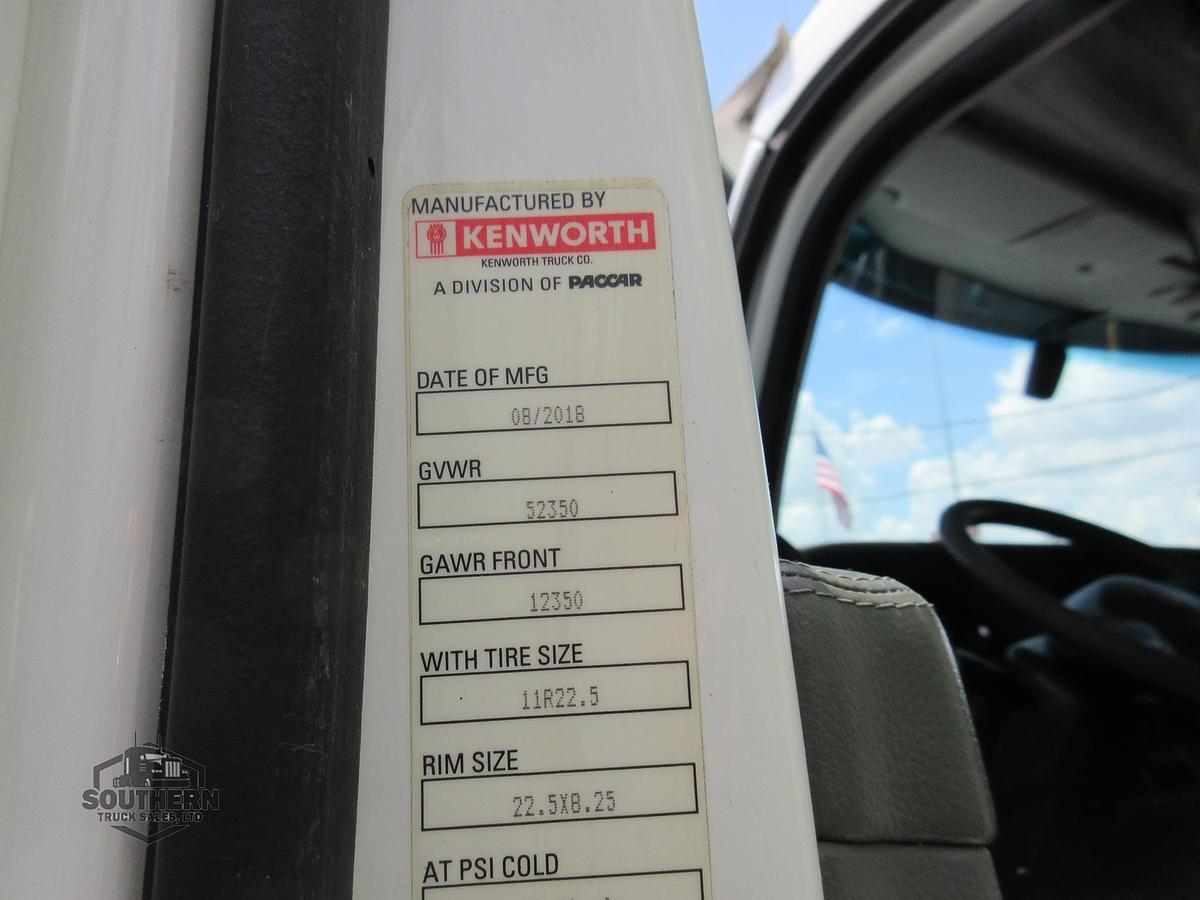 MANUFACTURED BY
KENWORTH
KENWORTH TRUCK CO.
A DIVISION OF PACCAR
DATE OF MFG
08/2018
GVWR
52350
GAWR FRONT
12350
WITH TIRE SIZE
11R22.5
RIM SIZE
22.5X8.25
AT PSI COLD
SOUTHERN
TRUCK SALES, LTD